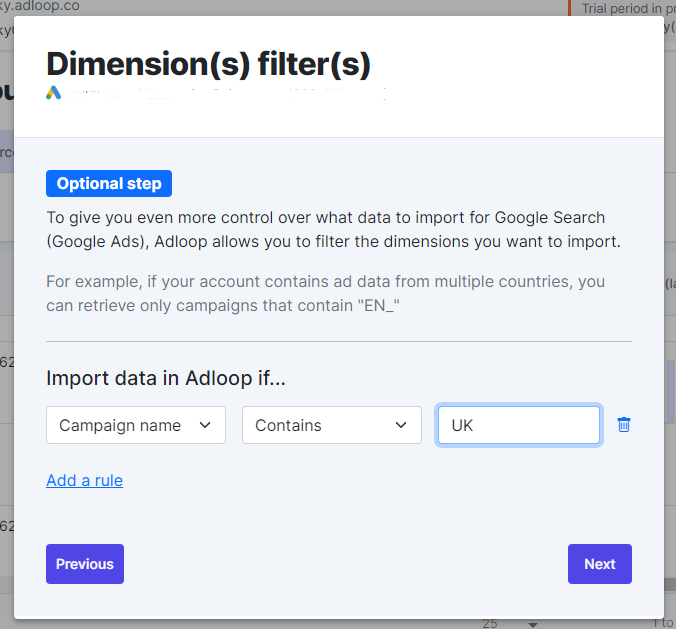 ky.adloop.co
Trial period in p
Dimension(s) filter(s)
Optional step
To give you even more control over what data to import for Google Search
(Google Ads), Adloop allows you to filter the dimensions you want to import.
For example, if your account contains ad data from multiple countries, you
can retrieve only campaigns that contain "EN_"
Import data in Adloop if...
Campaign name
Contains
UK
Add a rule
Previous
Next
62
62
25
1 to